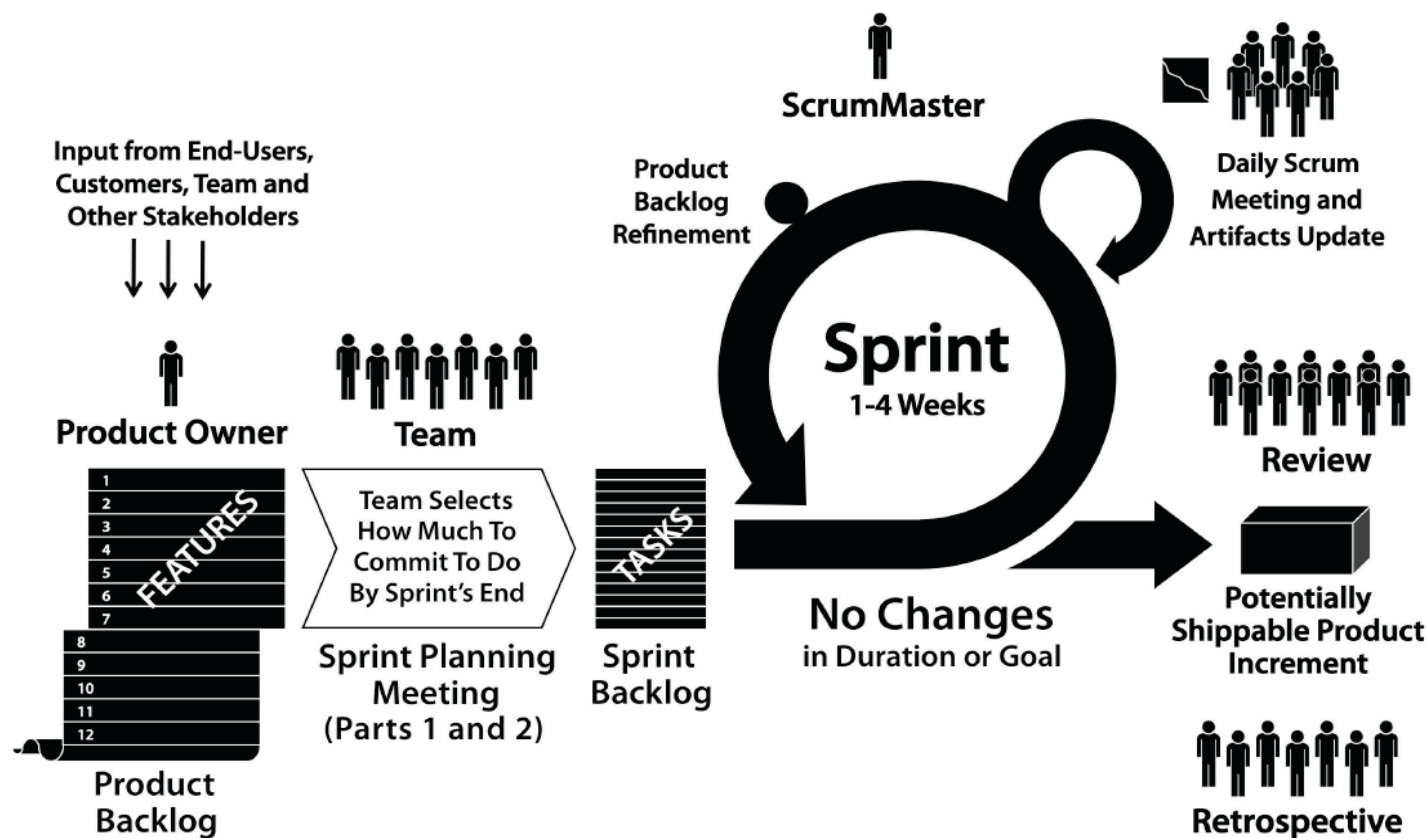 Input from End-Users,
Customers, Team and
Other Stakeholders
Product Owner
1
2
3
4
5
6
7
FEATURES
8
9
10
11
12
Product
Backlog
Team
Team Selects
How Much To
Commit To Do
By Sprint's End
Sprint Planning
Meeting
(Parts 1 and 2)
TASKS
Sprint
Backlog
ScrumMaster
Product
Backlog
Refinement
Sprint
1-4 Weeks
No Changes
in Duration or Goal
Daily Scrum
Meeting and
Artifacts Update
Review
Potentially
Shippable Product
Increment
Retrospective